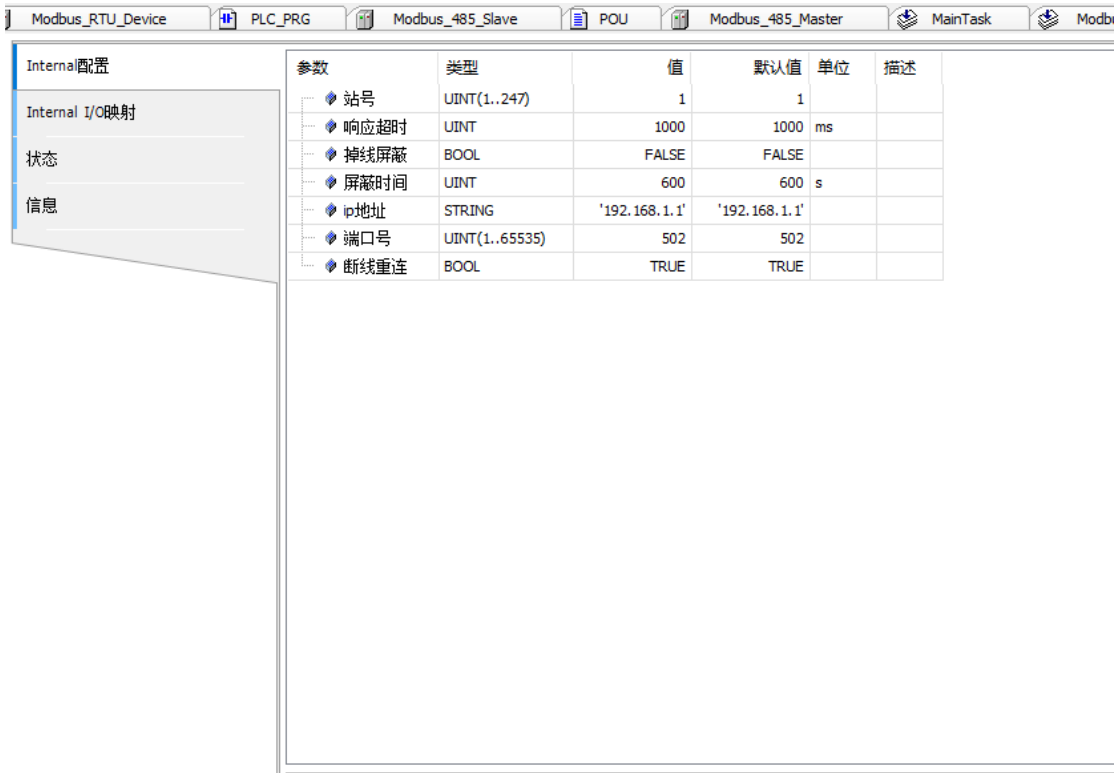 Modbus_RTU_Device PLC_PRG Modbus_485_Slave POU Modbus_485_Master MainTask
Internal配置
Internal I/O映射
状态
信息
参数 类型 值 默认值 单位 描述
站号 UINT(1..247) 1 1
响应超时 UINT 1000 1000 ms
掉线屏蔽 BOOL FALSE FALSE
屏蔽时间 UINT 600 600 s
ip地址 STRING '192.168.1.1' '192.168.1.1'
端口号 UINT(1..65535) 502 502
断线重连 BOOL TRUE TRUE